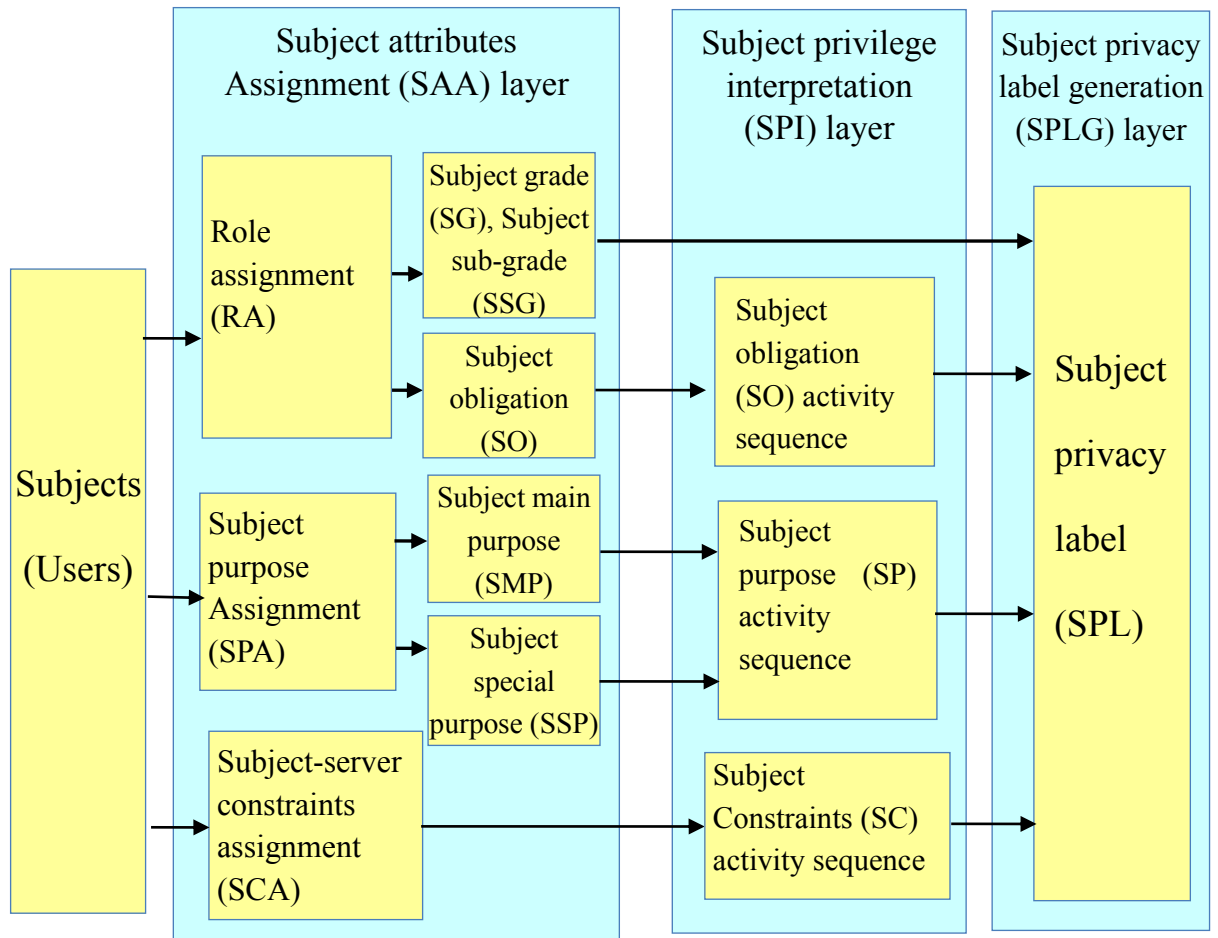 Subject attributes
Assignment (SAA) layer
Subject privilege
interpretation
(SPI) layer
Subject privacy
label generation
(SPLG) layer
Subjects
(Users)
Role
assignment
(RA)
Subject grade
(SG), Subject
sub-grade
(SSG)
Subject
obligation
(SO)
Subject
purpose
Assignment
(SPA)
Subject main
purpose
(SMP)
Subject
special
purpose (SSP)
Subject-server
constraints
assignment
(SCA)
Subject
obligation
(SO) activity
sequence
Subject
purpose (SP)
activity
sequence
Subject
Constraints (SC)
activity sequence
Subject
privacy
label
(SPL)